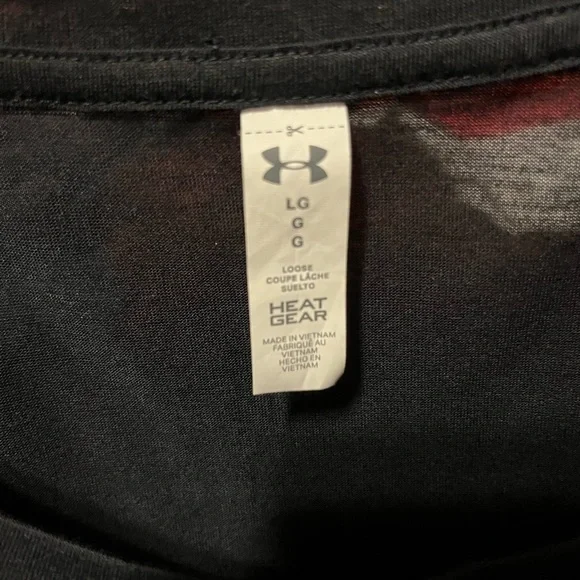 LG
G
G
LOOSE
COUPE LÂCHE
SUELTO
HEAT
GEAR
MADE IN VIETNAM
FABRIQUÉ AU
VIETNAM
HECHO EN
VIETNAM